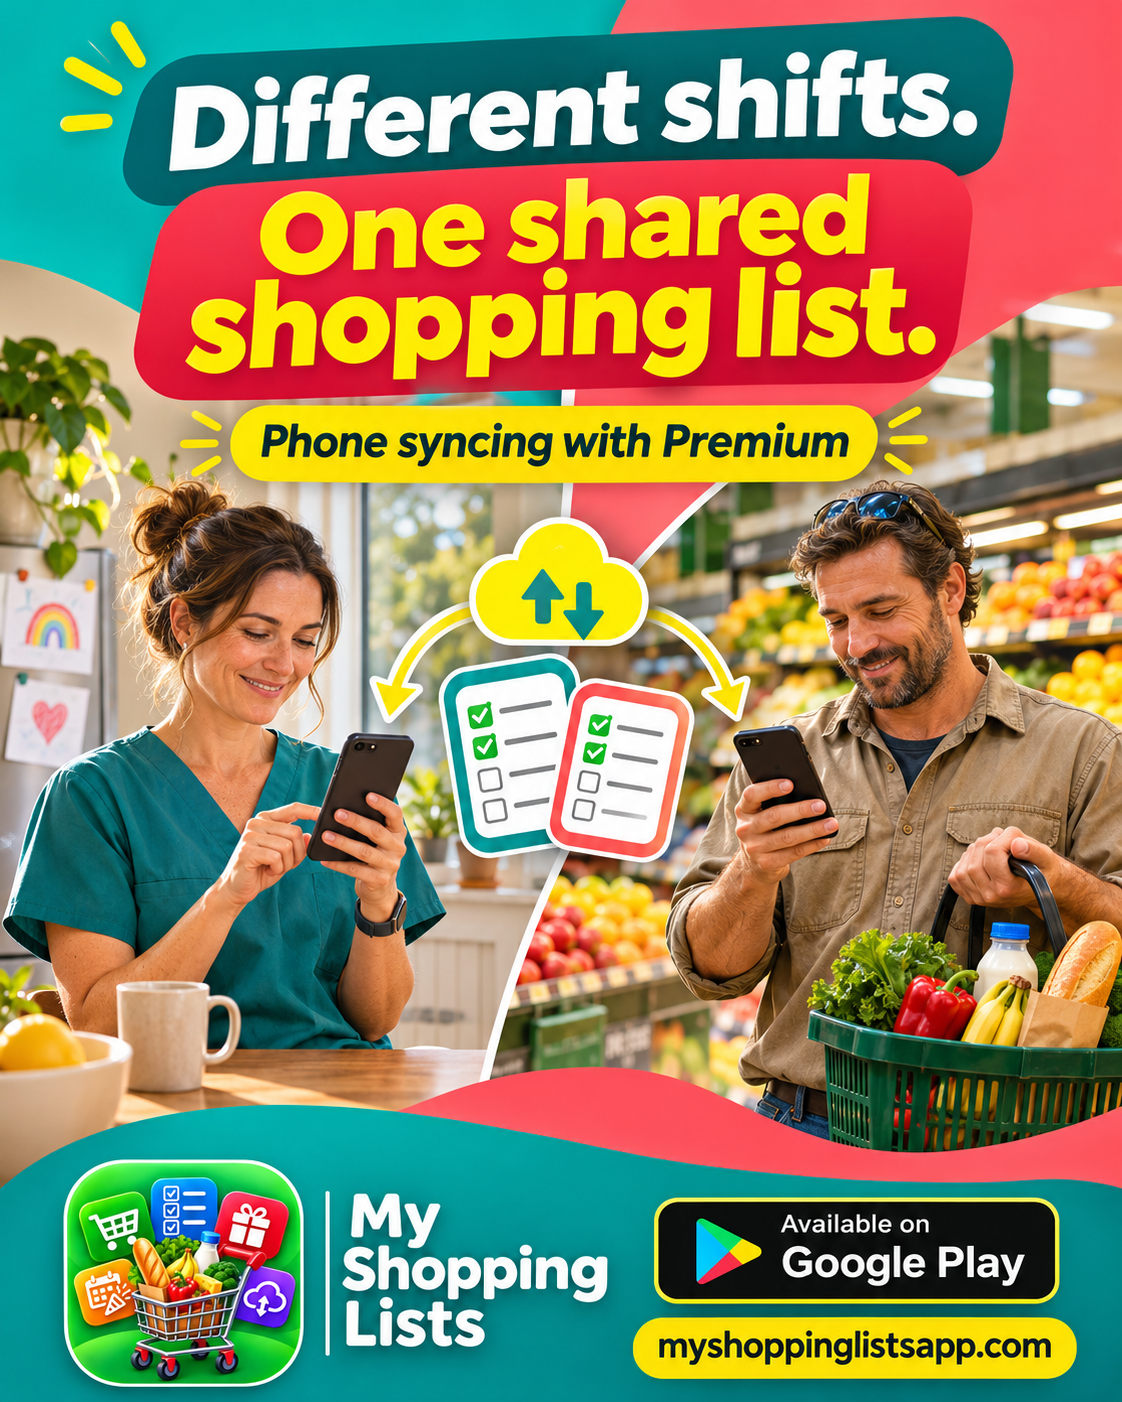 Different shifts.
One shared
shopping list.
Phone syncing with Premium
My
Shopping
Lists
Available on
Google Play
myshoppinglistsapp.com